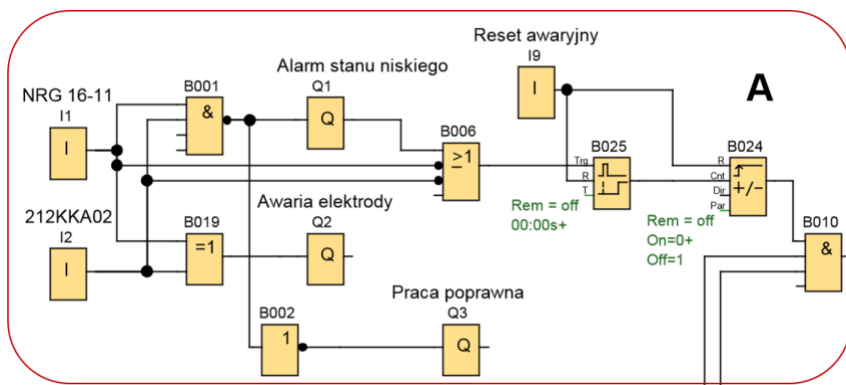 Reset awaryjny
I9
I
A
Alarm stanu niskiego
Q1
Q
NRG 16-11
I1
I
B001
&
B006
>1
B025
Trg
R
T
Rem = off
00:00s+
B024
R
Cnt
Dir
Par
+/-
Rem = off
On=0+
Off=1
B010
&
212KKA02
I2
I
B019
=1
Awaria elektrody
Q2
Q
B002
1
Praca poprawna
Q3
Q